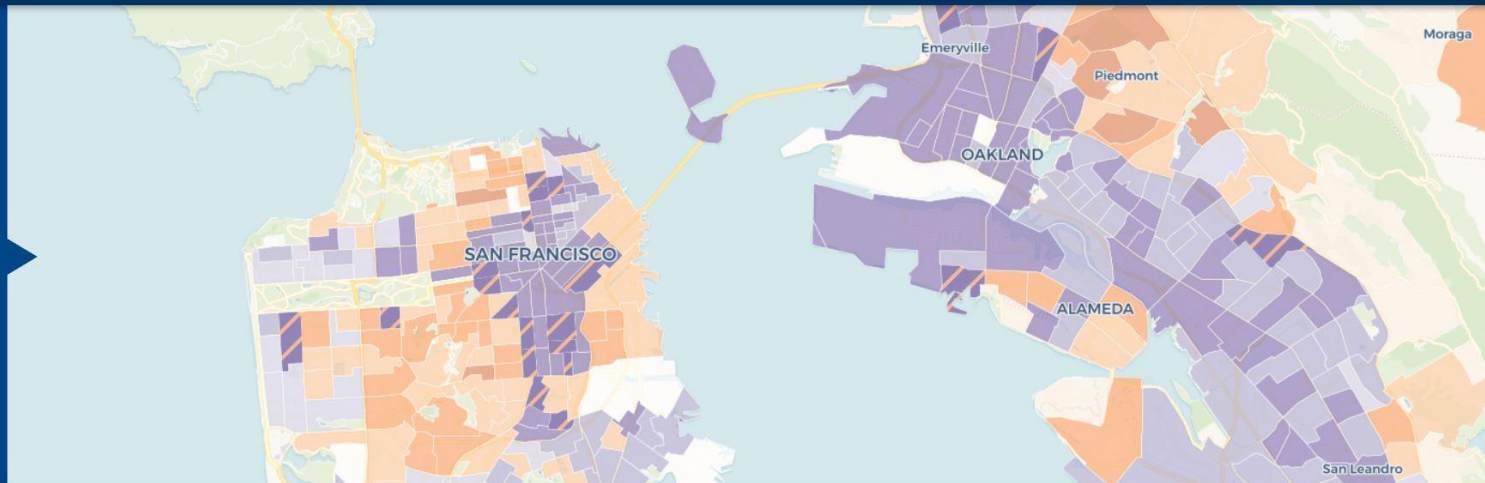 Emeryville
Moraga
Piedmont
OAKLAND
SAN FRANCISCO
ALAMEDA
San Leandro